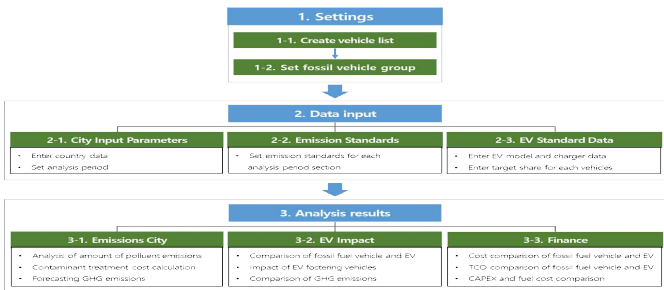 1. Settings
1-1. Create vehicle list
1-2. Set fossil vehicle group
2. Data input
2-1. City Input Parameters
• Enter country data
• Set analysis period
2-2. Emission Standards
• Set emission standards for each
analysis period section
2-3. EV Standard Data
• Enter EV model and charger data
• Enter target share for each vehicles
3. Analysis results
3-1. Emissions City
• Analysis of amount of polluent emissions
• Contaminant treatment cost calculation
• Forecasting GHG emissions
3-2. EV Impact
• Comparison of fossil fuel vehicle and EV
• Impact of EV fostering vehicles
• Comparison of GHG emissions
3-3. Finance
• Cost comparison of fossil fuel vehicle and EV
• TCO comparison of fossil fuel vehicle and EV
• CAPEX and fuel cost comparison